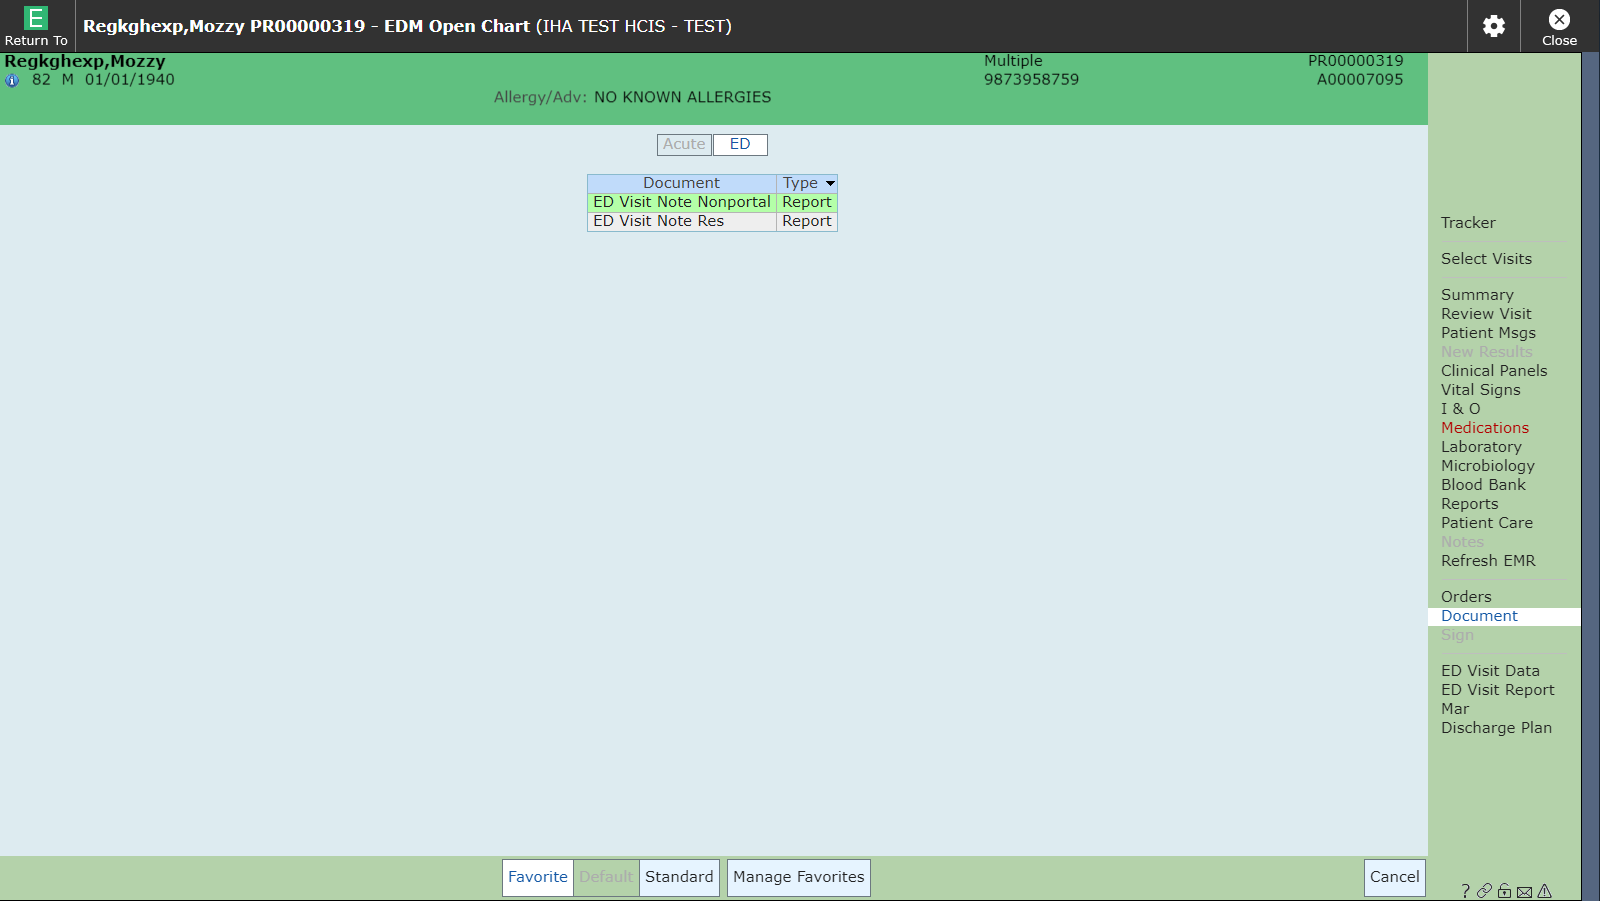 E
Return To
Regkghexp,Mozzy PR00000319 - EDM Open Chart (IHA TEST HCIS - TEST)
Close
Regkghexp,Mozzy
Multiple
PR00000319
82 M 01/01/1940
9873958759
A00007095
Allergy/Adv: NO KNOWN ALLERGIES
Acute
ED
Document
Type
ED Visit Note Nonportal
Report
ED Visit Note Res
Report
Tracker
Select Visits
Summary
Review Visit
Patient Msgs
New Results
Clinical Panels
Vital Signs
I & O
Medications
Laboratory
Microbiology
Blood Bank
Reports
Patient Care
Notes
Refresh EMR
Orders
Document
Sign
ED Visit Data
ED Visit Report
Mar
Discharge Plan
Favorite
Default
Standard
Manage Favorites
Cancel
?